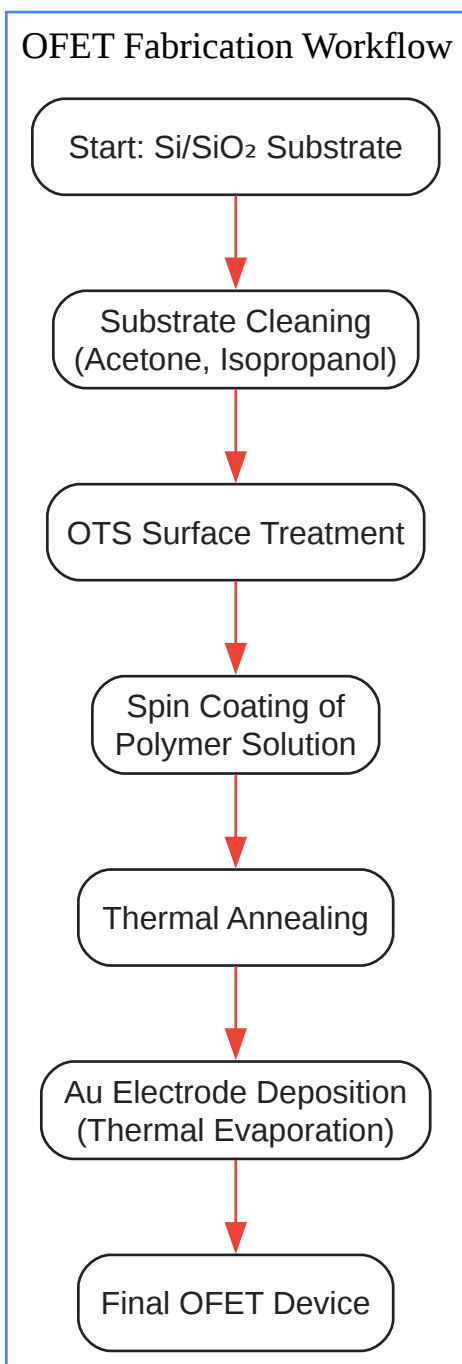 OFET Fabrication Workflow
Start: Si/SiO₂ Substrate
Substrate Cleaning
(Acetone, Isopropanol)
OTS Surface Treatment
Spin Coating of
Polymer Solution
Thermal Annealing
Au Electrode Deposition
(Thermal Evaporation)
Final OFET Device